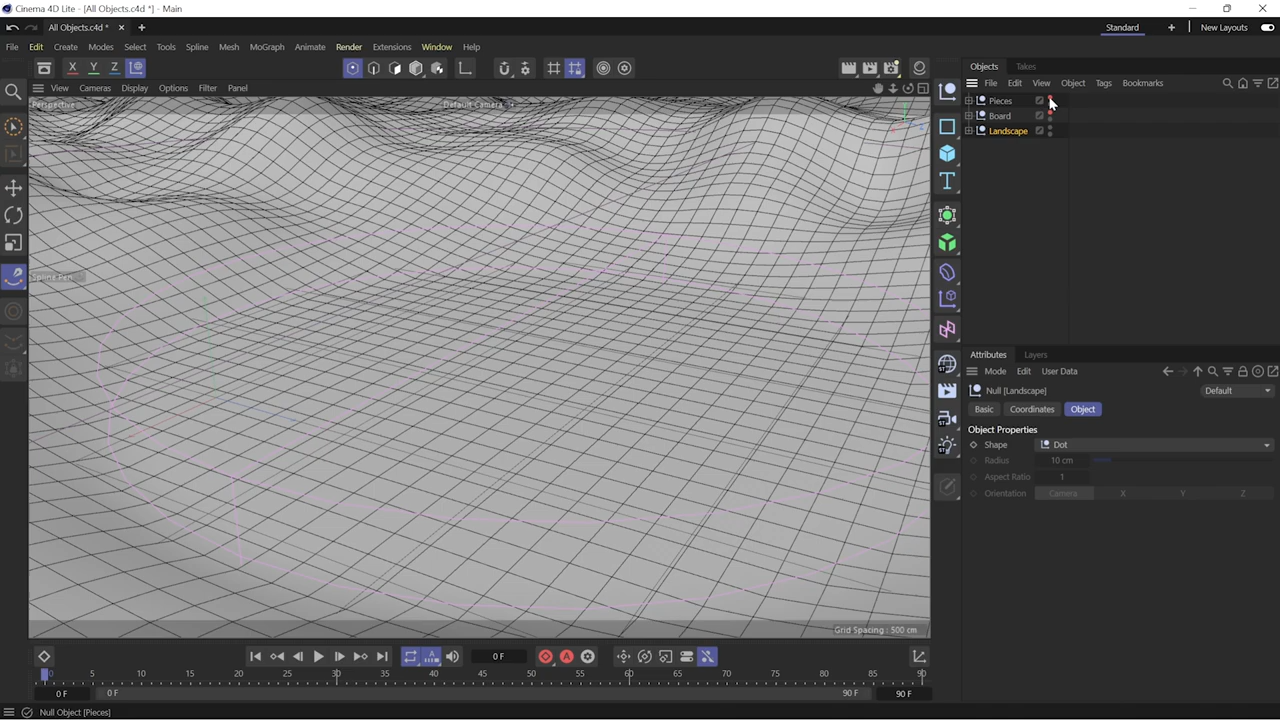 Cinema 4D Lite - [All Objects.c4d *] - Main
All Objects.c4d *
Standard
New Layouts
File Edit Create Modes Select Tools Spline Mesh MoGraph Animate Render Extensions Window Help
X Y Z
Objects Takes
View Cameras Display Options Filter Panel
File Edit View Object Tags Bookmarks
Perspective
Default Camera
Pieces
Board
Landscape
Spline Pen
Attributes Layers
Mode Edit User Data
Null [Landscape]
Default
Basic Coordinates Object
Object Properties
Shape Dot
Radius 10 cm
Aspect Ratio 1
Orientation Camera X Y Z
Grid Spacing : 500 cm
0 F
0 5 10 15 20 25 30 35 40 45 50 55 60 65 70 75 80 85 90
0 F 0 F 90 F 90 F
Null Object [Pieces]